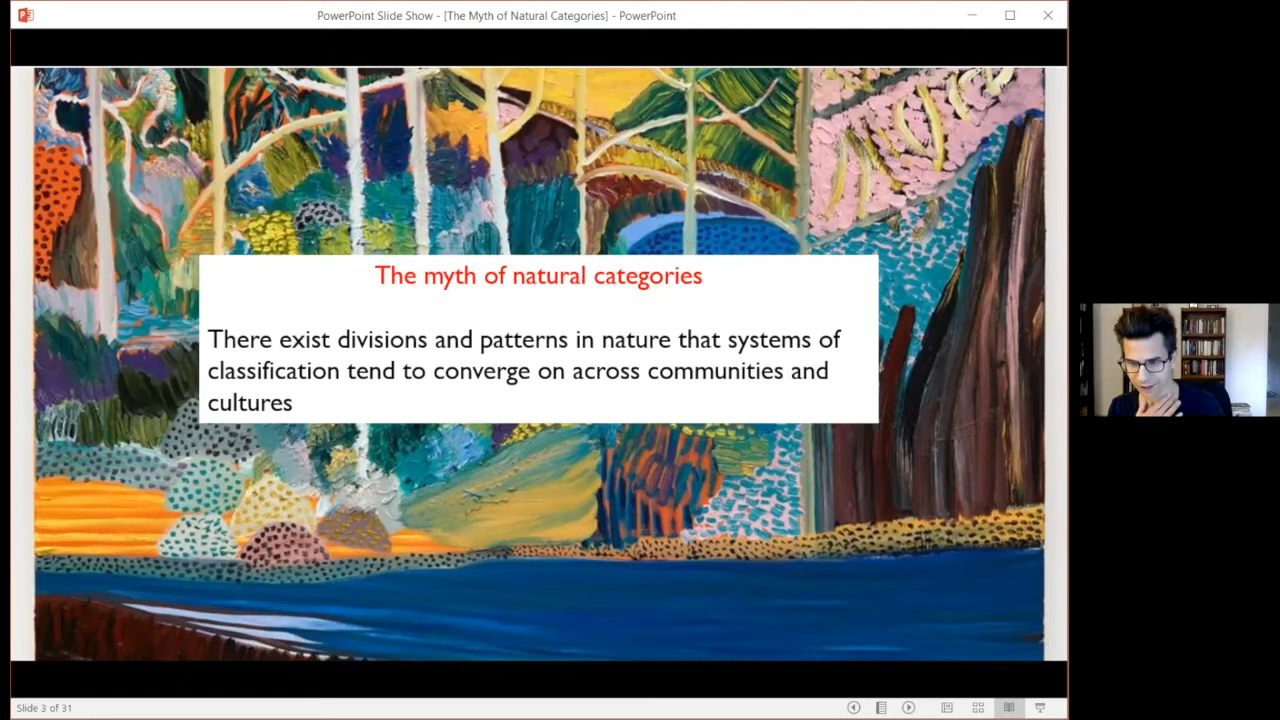 PowerPoint Slide Show - [The Myth of Natural Categories] - PowerPoint
The myth of natural categories
There exist divisions and patterns in nature that systems of
classification tend to converge on across communities and
cultures
Slide 3 of 31